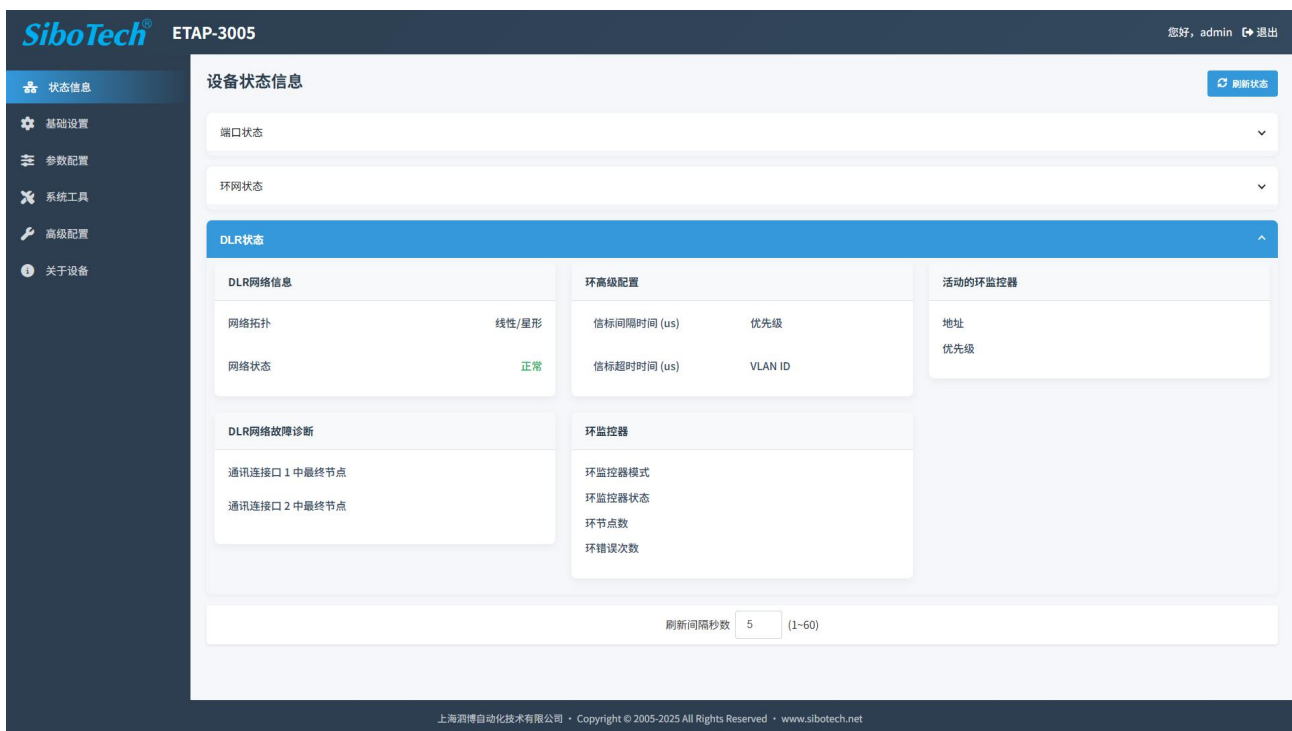 SiboTech® ETAP-3005 您好，admin 退出
状态信息
基础设置
参数配置
系统工具
高级配置
关于设备
设备状态信息 刷新状态
端口状态
环网状态
DLR状态
DLR网络信息
网络拓扑 线性/星形
网络状态 正常
环高级配置
信标间隔时间 (us) 优先级
信标超时时间 (us) VLAN ID
活动的环监控器
地址
优先级
DLR网络故障诊断
通讯连接口 1 中最终节点
通讯连接口 2 中最终节点
环监控器
环监控器模式
环监控器状态
环节点数
环错误次数
刷新间隔秒数 5 (1~60)
上海泗博自动化技术有限公司 · Copyright © 2005-2025 All Rights Reserved · www.sibotech.net